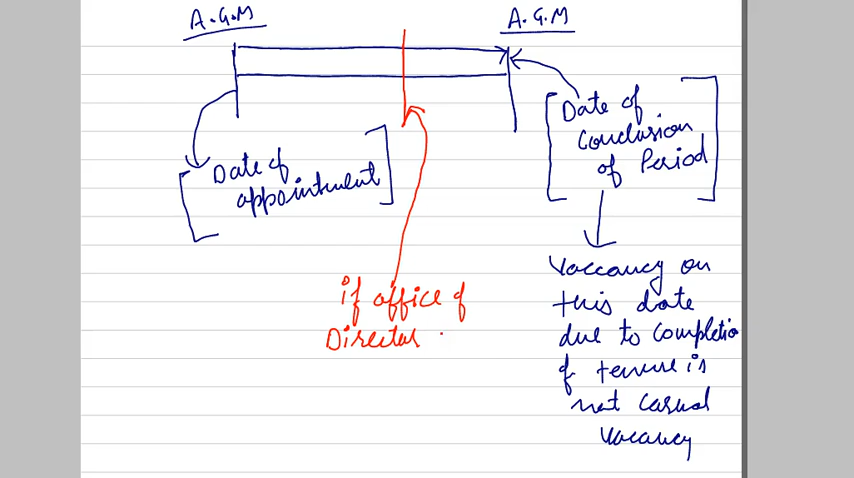 A.G.M
A.G.M
Date of
appointment
Date of
Conclusion
of Period
if office of
Director
Vaccancy on
this date
due to completio
of tenure is
not casual
vacancy